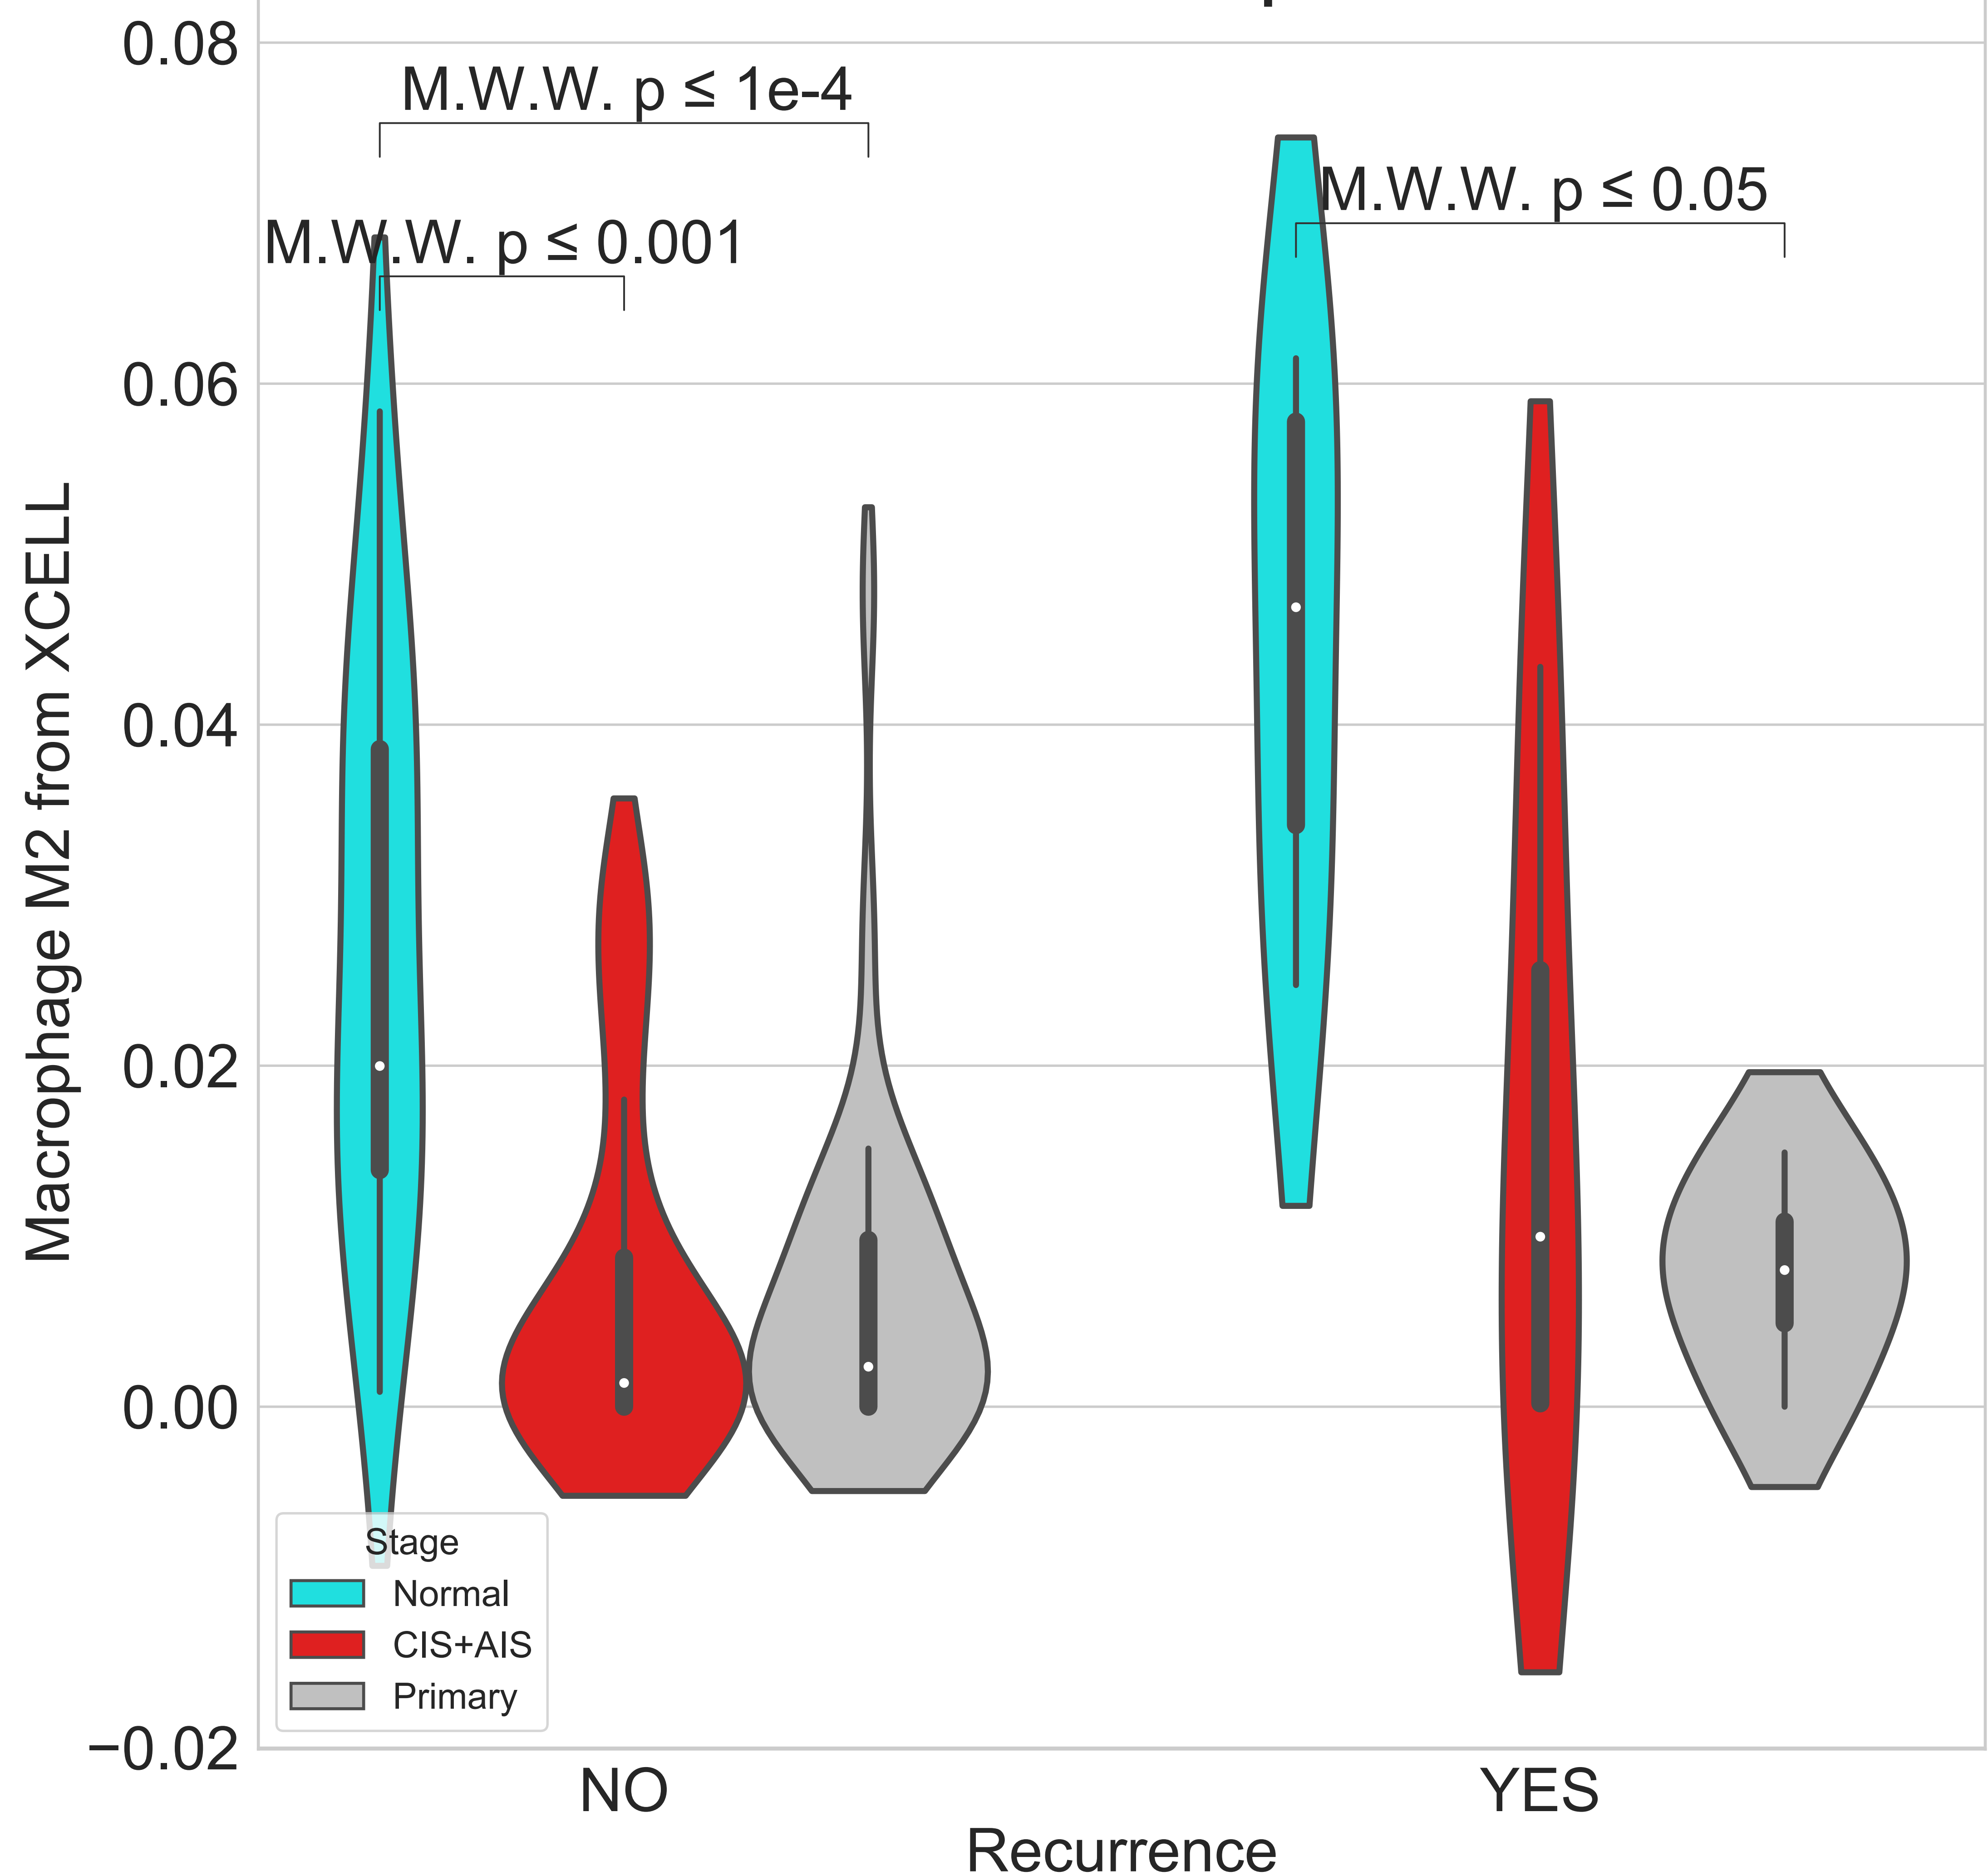 0.08
M.W.W. p ≤ 1e-4
M.W.W. p ≤ 0.05
M.W.W. p ≤ 0.001
0.06
0.04
0.02
0.00
−0.02
Macrophage M2 from XCELL
Stage
Normal
CIS+AIS
Primary
NO
YES
Recurrence